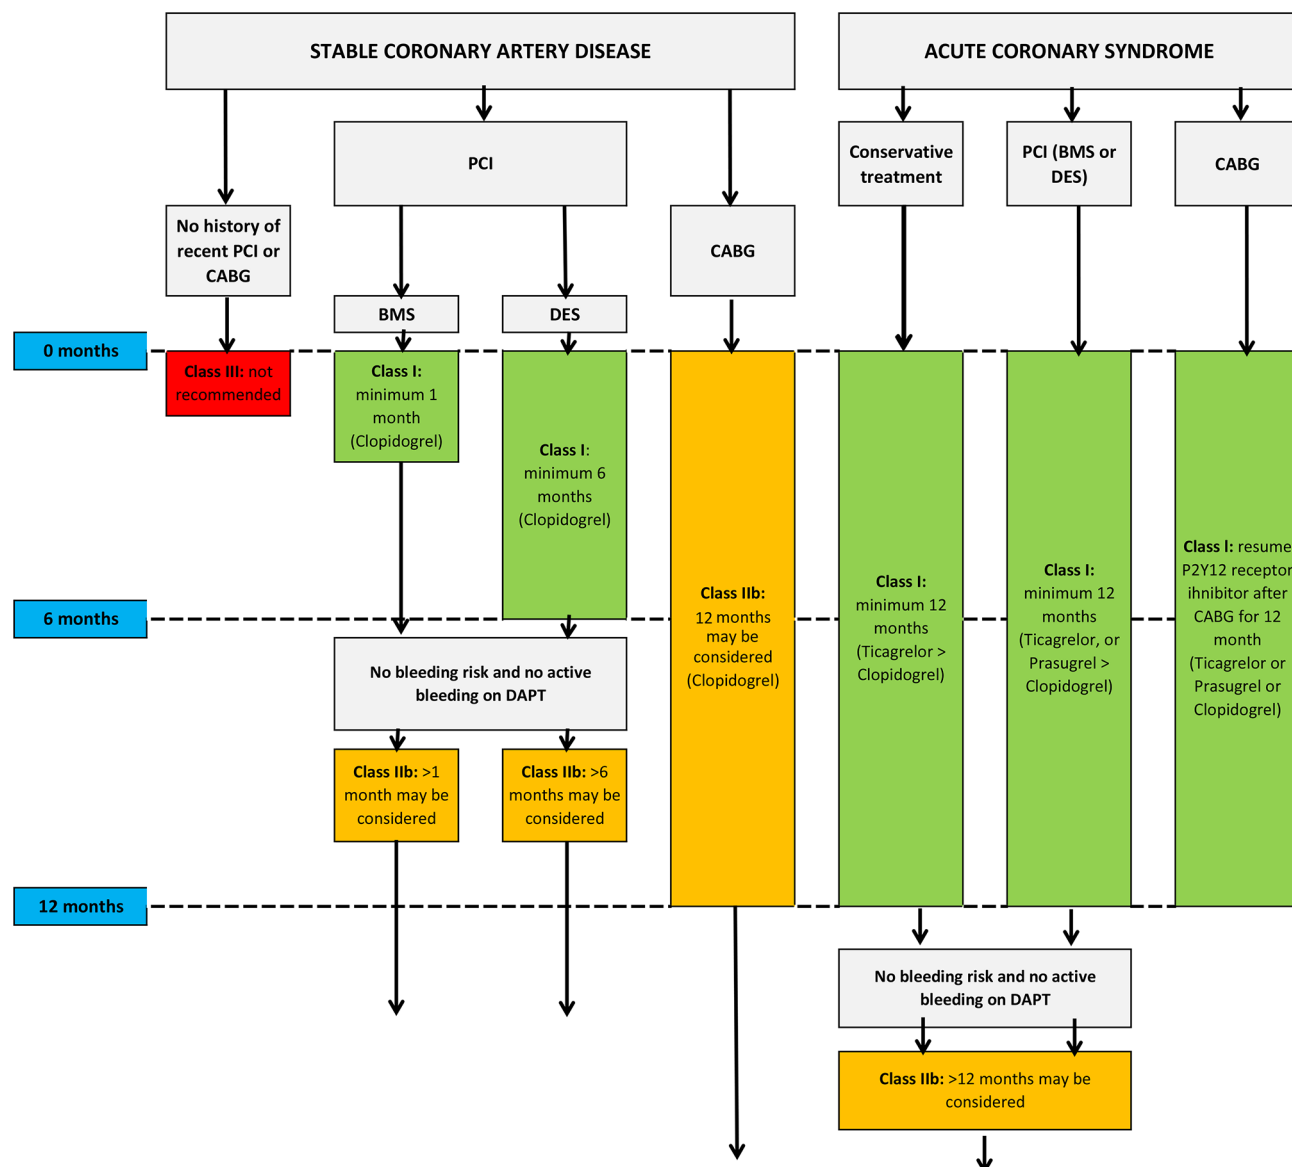 STABLE CORONARY ARTERY DISEASE
ACUTE CORONARY SYNDROME
PCI
Conservative
treatment
PCI (BMS or
DES)
CABG
No history of
recent PCI or
CABG
CABG
BMS
DES
0 months
Class III: not
recommended
Class I:
minimum 1
month
(Clopidogrel)
Class I:
minimum 6
months
(Clopidogrel)
Class IIb:
12 months
may be
considered
(Clopidogrel)
Class I:
minimum 12
months
(Ticagrelor >
Clopidogrel)
Class I:
minimum 12
months
(Ticagrelor, or
Prasugrel >
Clopidogrel)
Class I: resume
P2Y12 receptor
ihnibitor after
CABG for 12
month
(Ticagrelor or
Prasugrel or
Clopidogrel)
6 months
No bleeding risk and no active
bleeding on DAPT
Class IIb: >1
month may be
considered
Class IIb: >6
months may be
considered
12 months
No bleeding risk and no active
bleeding on DAPT
Class IIb: >12 months may be
considered